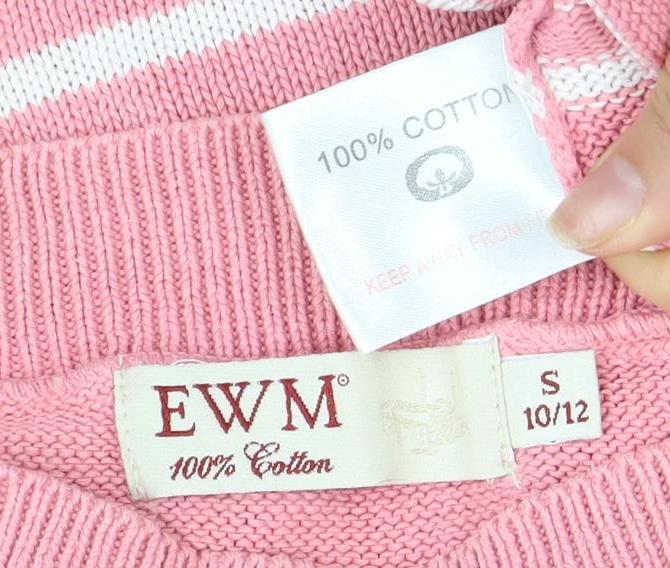 100% COTTON
KEEP AWAY FROM
EWM
100% Cotton
S
10/12